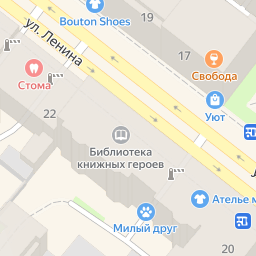 19
Bouton Shoes
ул. Ленина
17
Свобода
Стома
Уют
22
Библиотека
книжных героев
Ателье
Милый друг
20